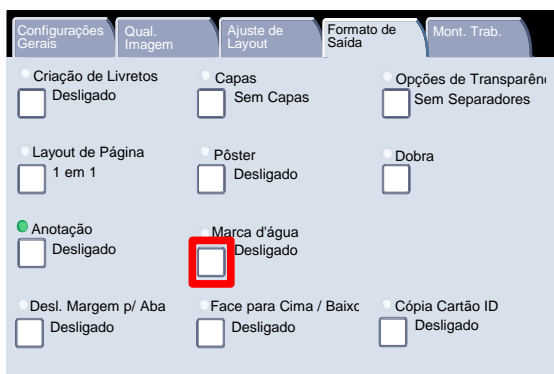 Configurações Gerais
Qual. Imagem
Ajuste de Layout
Formato de Saída
Mont. Trab.
Criação de Livretos
Desligado
Capas
Sem Capas
Opções de Transparên
Sem Separadores
Layout de Página
1 em 1
Pôster
Desligado
Dobra
Anotação
Desligado
Marca d'água
Desligado
Desl. Margem p/ Aba
Desligado
Face para Cima / Baixo
Desligado
Cópia Cartão ID
Desligado